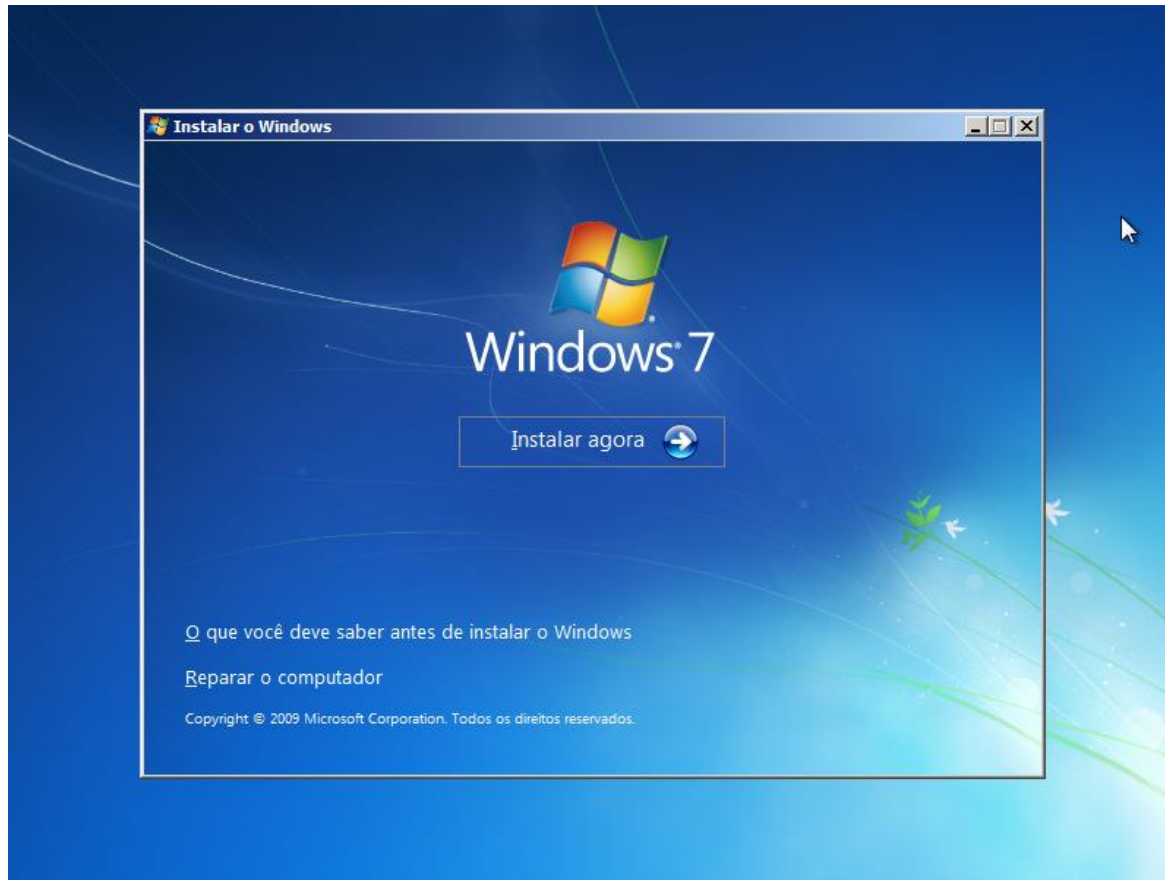 Instalar o Windows
Windows® 7
Instalar agora
O que você deve saber antes de instalar o Windows
Reparar o computador
Copyright © 2009 Microsoft Corporation. Todos os direitos reservados.